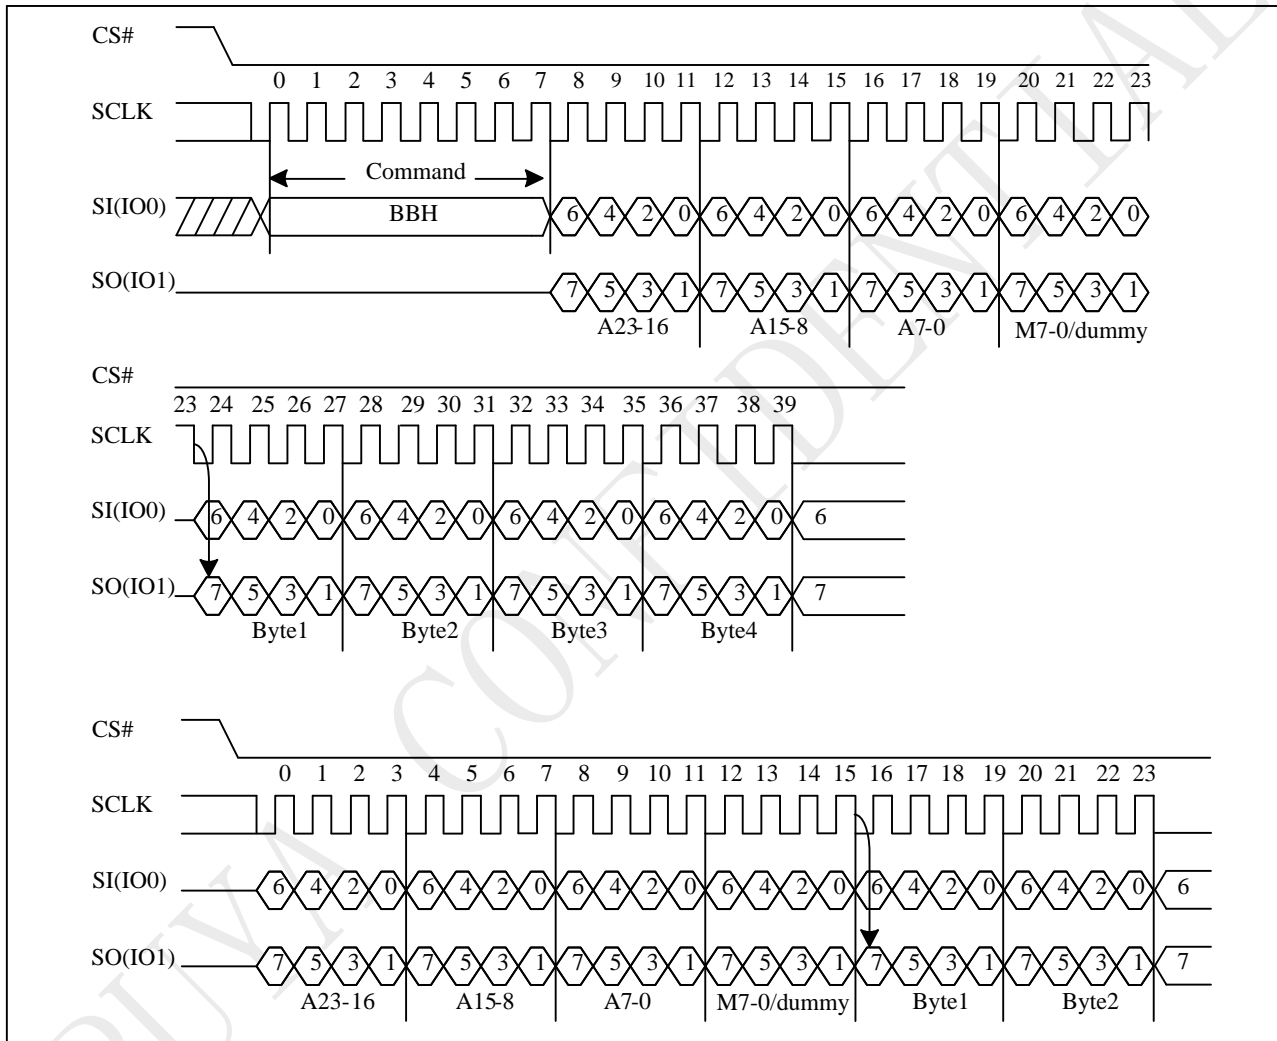 CS#
0 1 2 3 4 5 6 7 8 9 10 11 12 13 14 15 16 17 18 19 20 21 22 23
SCLK
Command
SI(IO0) BBH 6 4 2 0 6 4 2 0 6 4 2 0 6 4 2 0
SO(IO1) 7 5 3 1 7 5 3 1 7 5 3 1 7 5 3 1
A23-16 A15-8 A7-0 M7-0/dummy
CS#
23 24 25 26 27 28 29 30 31 32 33 34 35 36 37 38 39
SCLK
SI(IO0) 6 4 2 0 6 4 2 0 6 4 2 0 6 4 2 0 6
SO(IO1) 7 5 3 1 7 5 3 1 7 5 3 1 7 5 3 1 7
Byte1 Byte2 Byte3 Byte4
CS#
0 1 2 3 4 5 6 7 8 9 10 11 12 13 14 15 16 17 18 19 20 21 22 23
SCLK
SI(IO0) 6 4 2 0 6 4 2 0 6 4 2 0 6 4 2 0 6 4 2 0 6 4 2 0 6
SO(IO1) 7 5 3 1 7 5 3 1 7 5 3 1 7 5 3 1 7 5 3 1 7 5 3 1 7
A23-16 A15-8 A7-0 M7-0/dummy Byte1 Byte2
PUYA CONFIDENTIAL